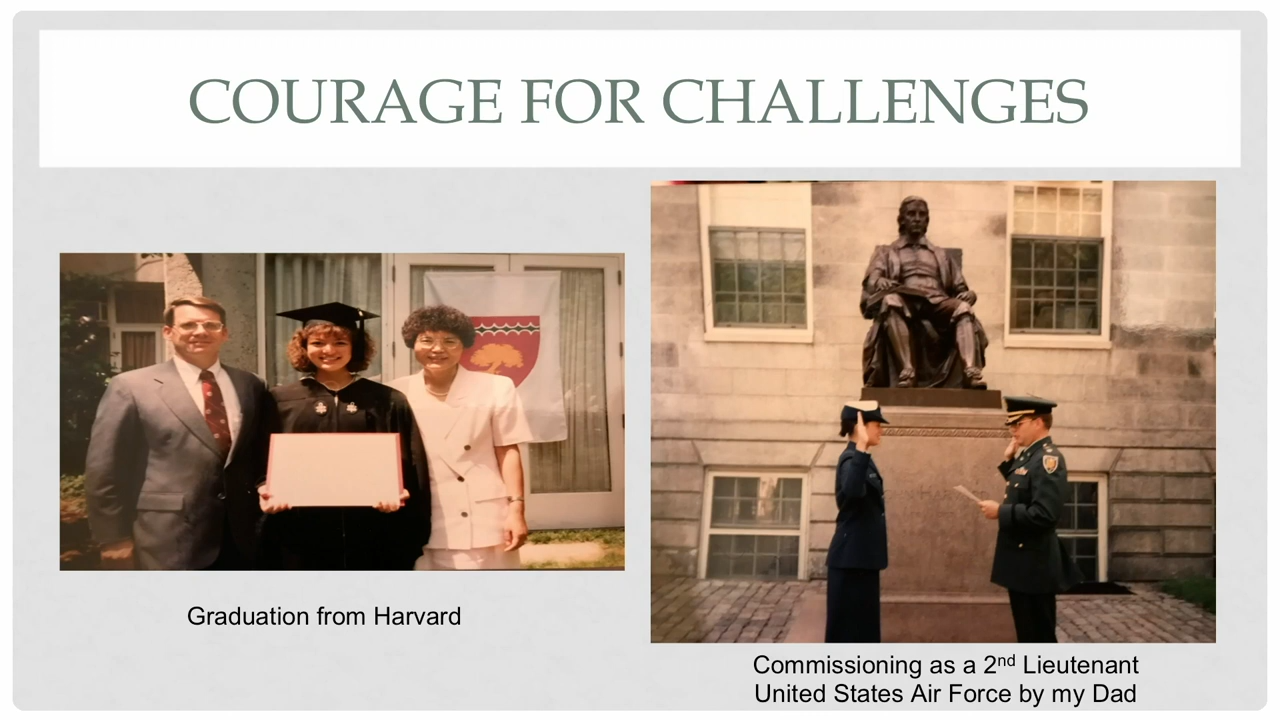 COURAGE FOR CHALLENGES
Graduation from Harvard
Commissioning as a 2nd Lieutenant
United States Air Force by my Dad